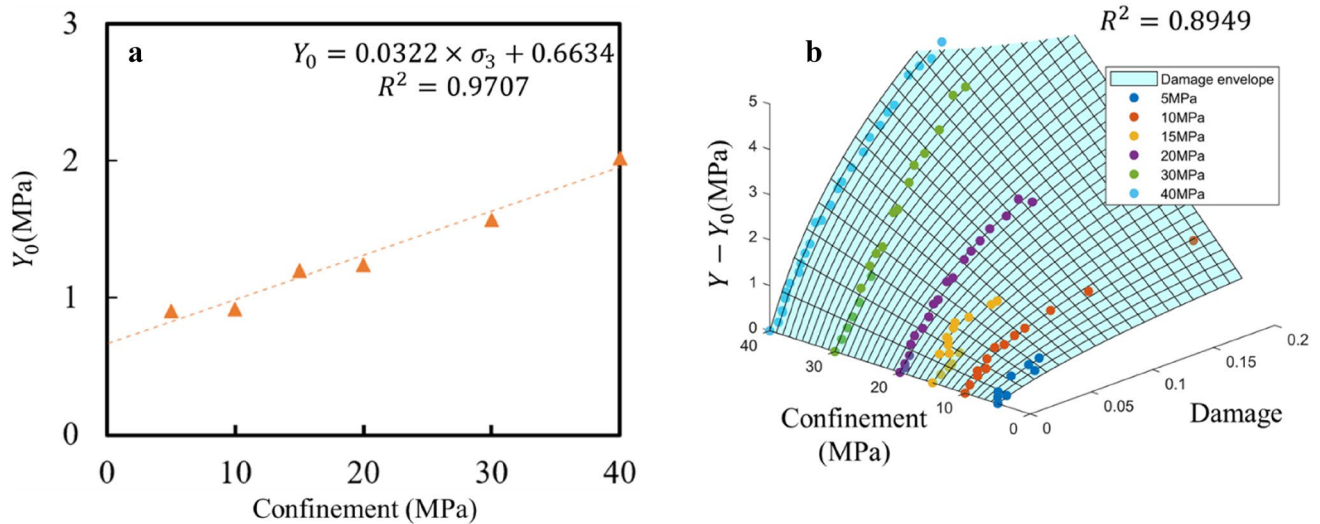 a
Y₀ = 0.0322 × σ₃ + 0.6634
R² = 0.9707
3
2
1
0
Y₀(MPa)
0 10 20 30 40
Confinement (MPa)
b
R² = 0.8949
Damage envelope
5MPa
10MPa
15MPa
20MPa
30MPa
40MPa
Y − Y₀(MPa)
5
4
3
2
1
0
40
30
20
10
0
Confinement
(MPa)
0
0.05
0.1
0.15
0.2
Damage